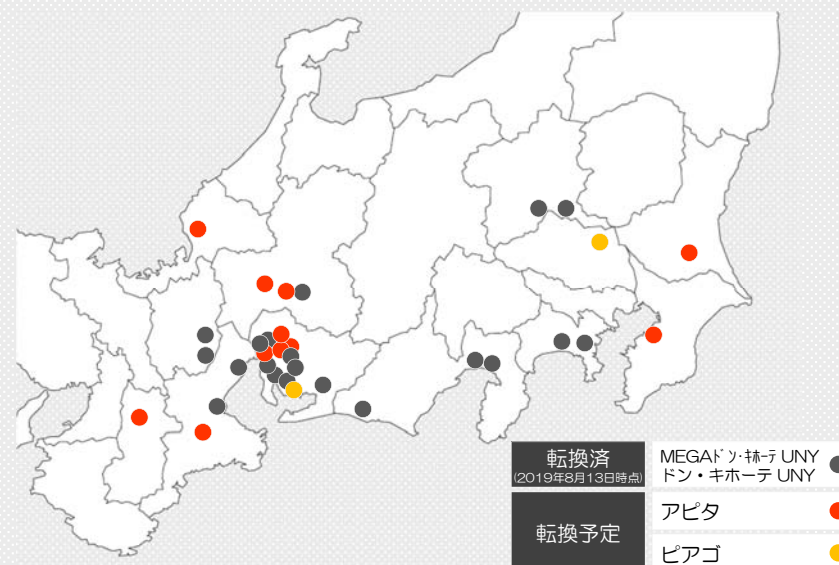 転換済
(2019年8月13日時点)
MEGAドン・キホーテ UNY
ドン・キホーテ UNY
転換予定
アピタ
ピアゴ